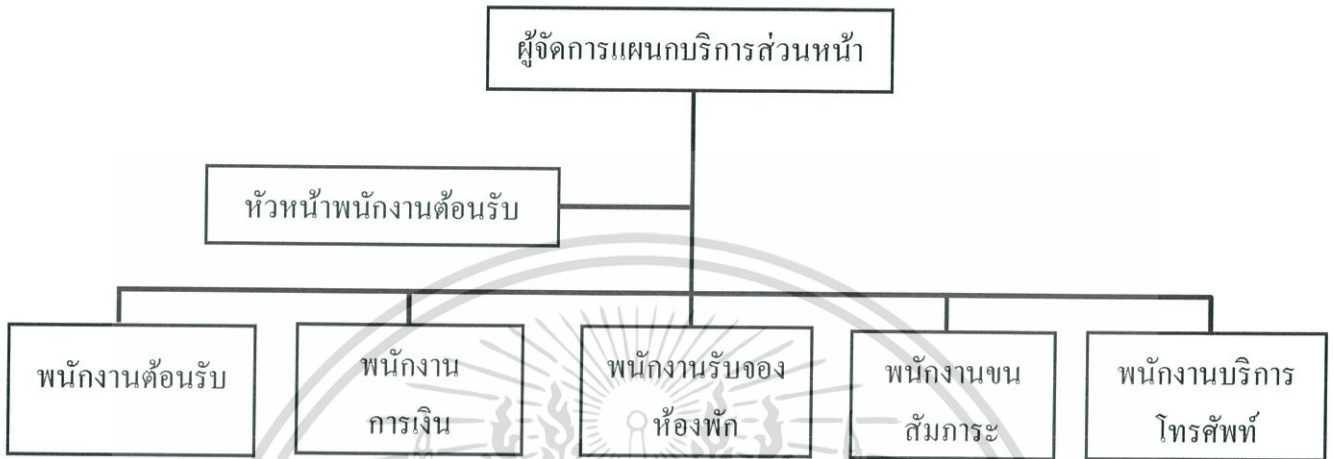 ผู้จัดการแผนกบริการส่วนหน้า
หัวหน้าพนักงานต้อนรับ
พนักงานต้อนรับ
พนักงาน
การเงิน
พนักงานรับจอง
ห้องพัก
พนักงานขน
สัมภาระ
พนักงานบริการ
โทรศัพท์